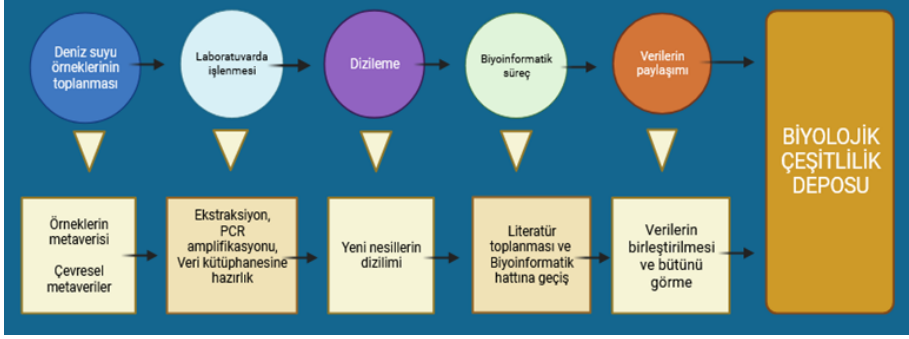 Deniz suyu
örneklerinin
toplanması
Laboratuvarda
işlenmesi
Dizileme
Biyoinformatik
süreç
Verilerin
paylaşımı
BİYOLOJİK
ÇEŞİTLİLİK
DEPOSU
Örneklerin
metaverisi
Çevresel
metaveriler
Ekstraksiyon,
PCR
amplifikasyonu,
Veri kütüphanesine
hazırlık
Yeni nesillerin
dizilimi
Literatür
toplanması ve
Biyoinformatik
hattına geçiş
Verilerin
birleştirilmesi
ve bütünü
görme